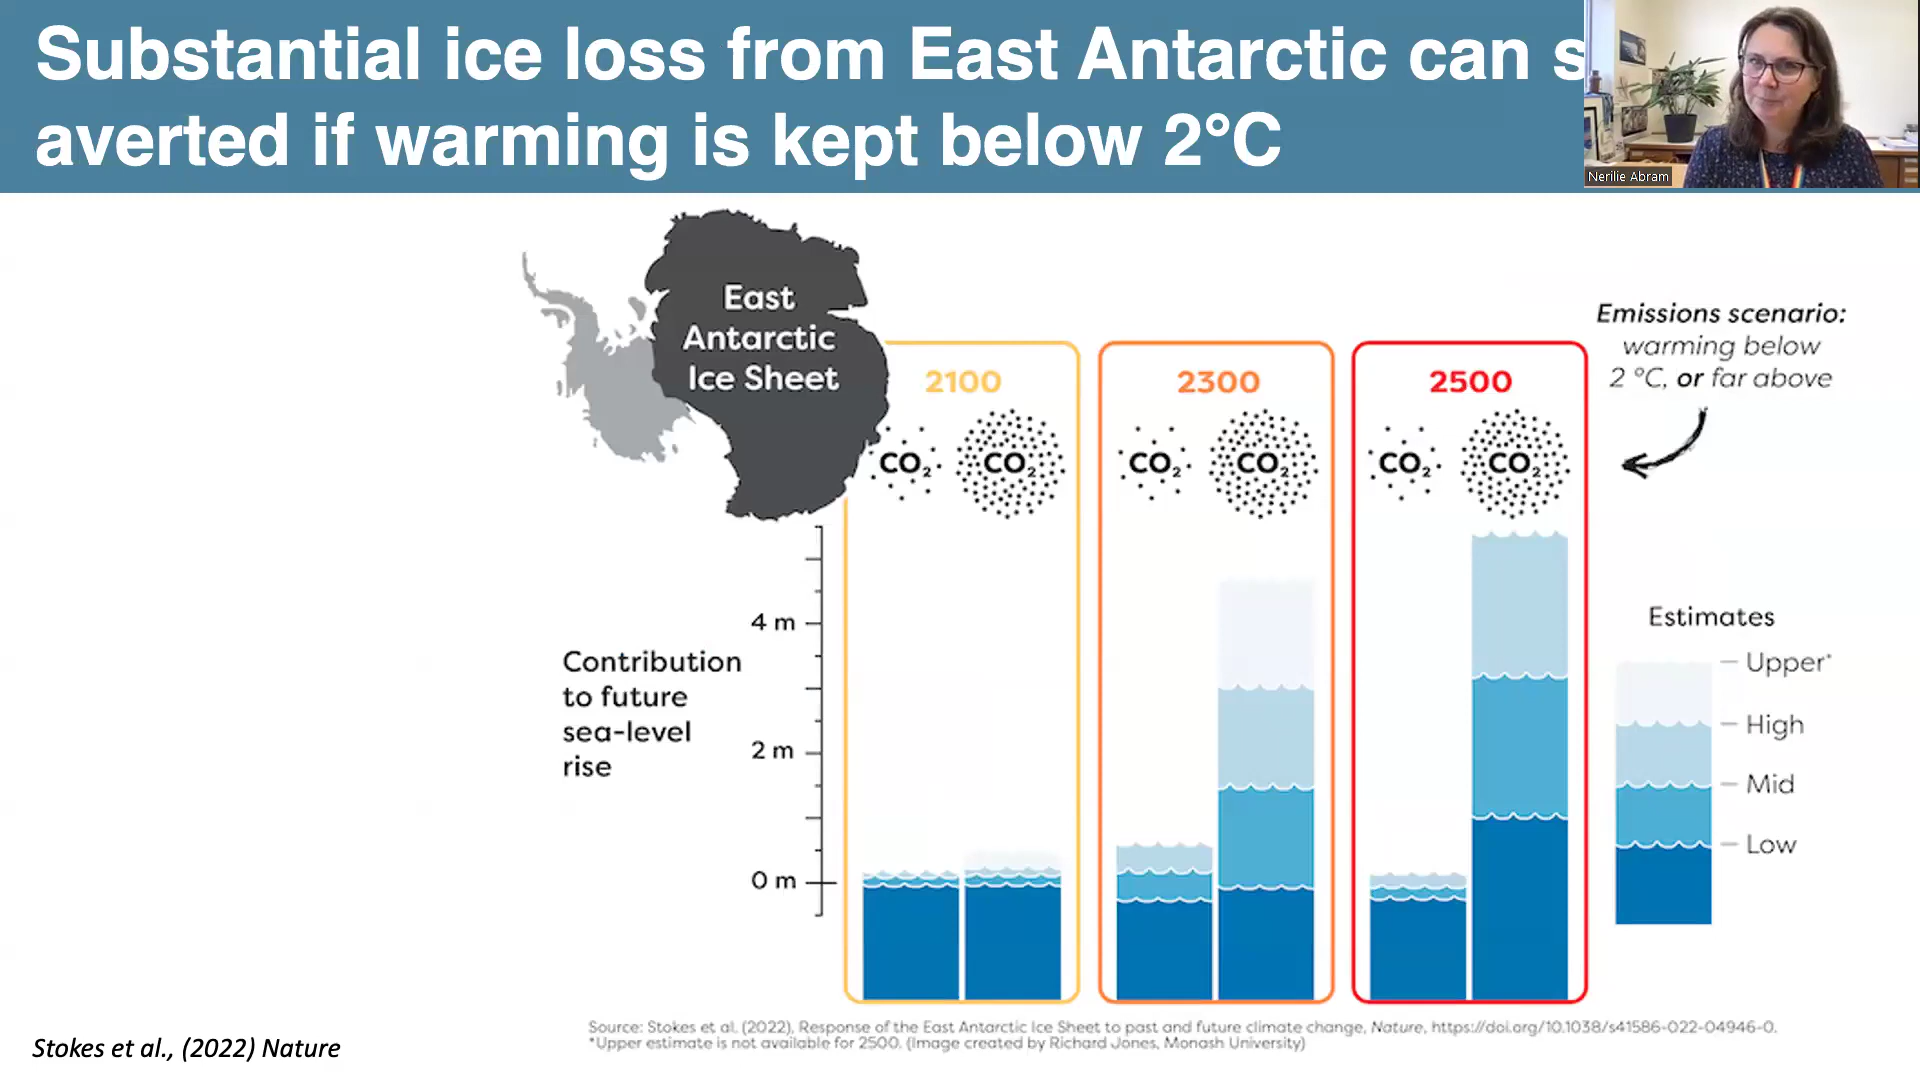 Substantial ice loss from East Antarctic can s
averted if warming is kept below 2°C
Nerilie Abram
East
Antarctic
Ice Sheet
2100
2300
2500
Emissions scenario:
warming below
2 °C, or far above
CO₂
CO₂
CO₂
CO₂
CO₂
CO₂
4 m
2 m
0 m
Contribution
to future
sea-level
rise
Estimates
Upper*
High
Mid
Low
Source: Stokes et al. (2022), Response of the East Antarctic Ice Sheet to past and future climate change, Nature, https://doi.org/10.1038/s41586-022-04946-0.
*Upper estimate is not available for 2500. (Image created by Richard Jones, Monash University)
Stokes et al., (2022) Nature